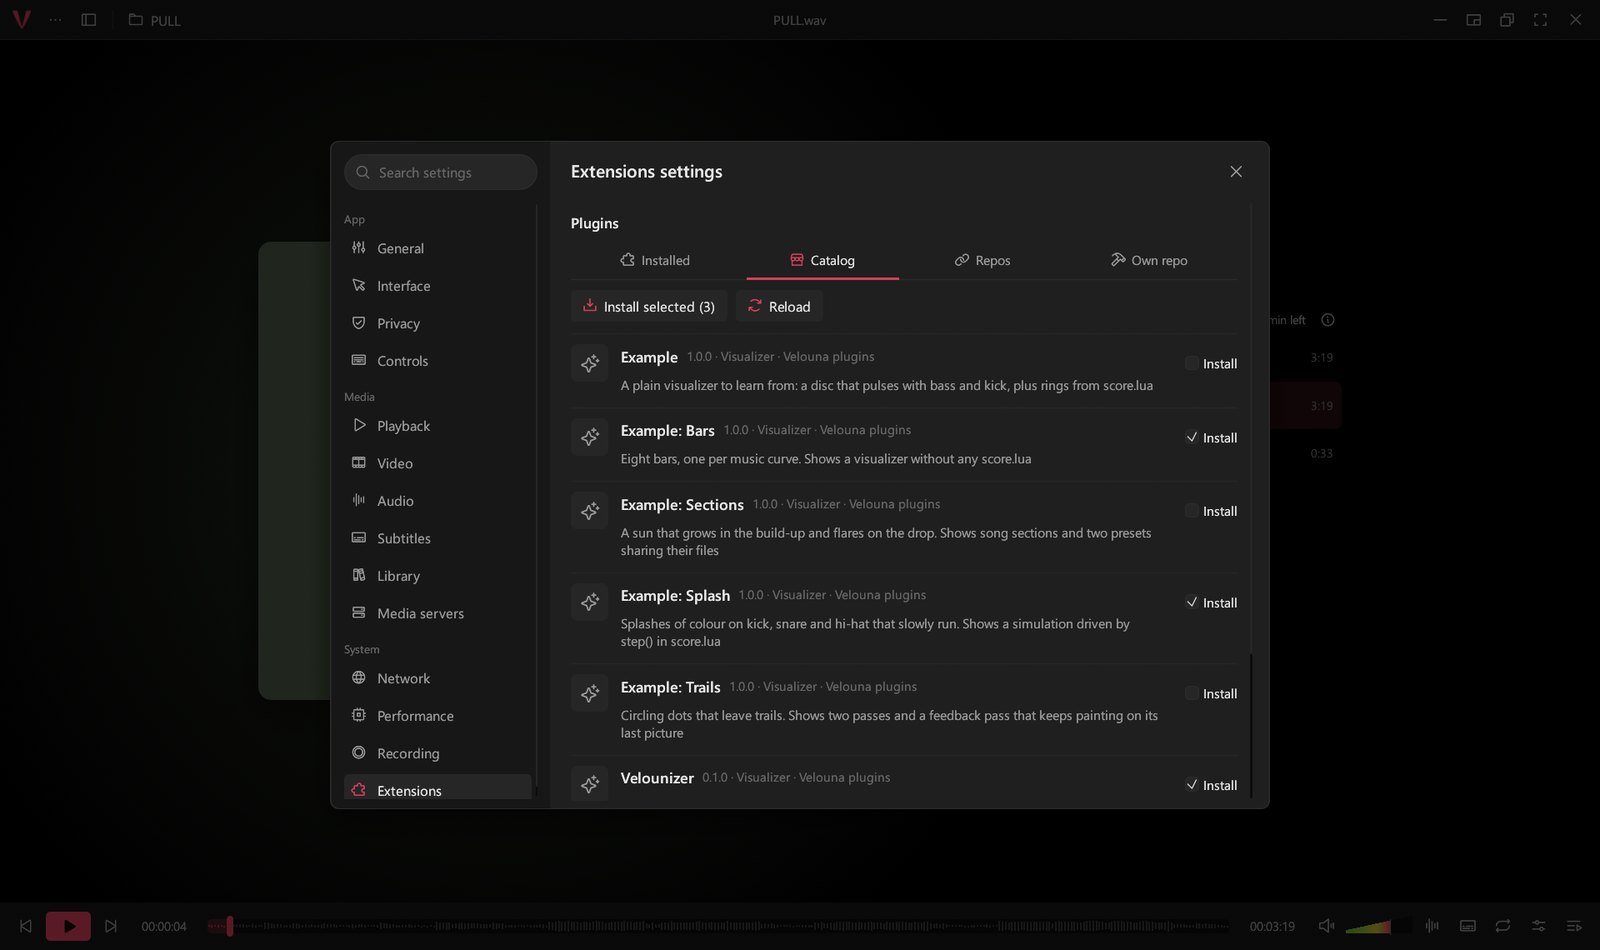 PULL
PULL.wav
Search settings
App
General
Interface
Privacy
Controls
Media
Playback
Video
Audio
Subtitles
Library
Media servers
System
Network
Performance
Recording
Extensions
Extensions settings
Plugins
Installed
Catalog
Repos
Own repo
Install selected (3)
Reload
Example 1.0.0 · Visualizer · Velouna plugins
Install
A plain visualizer to learn from: a disc that pulses with bass and kick, plus rings from score.lua
Example: Bars 1.0.0 · Visualizer · Velouna plugins
Install
Eight bars, one per music curve. Shows a visualizer without any score.lua
Example: Sections 1.0.0 · Visualizer · Velouna plugins
Install
A sun that grows in the build-up and flares on the drop. Shows song sections and two presets
sharing their files
Example: Splash 1.0.0 · Visualizer · Velouna plugins
Install
Splashes of colour on kick, snare and hi-hat that slowly run. Shows a simulation driven by
step() in score.lua
Example: Trails 1.0.0 · Visualizer · Velouna plugins
Install
Circling dots that leave trails. Shows two passes and a feedback pass that keeps painting on its
last picture
Velounizer 0.1.0 · Visualizer · Velouna plugins
Install
min left
3:19
3:19
0:33
00:00:04
00:03:19